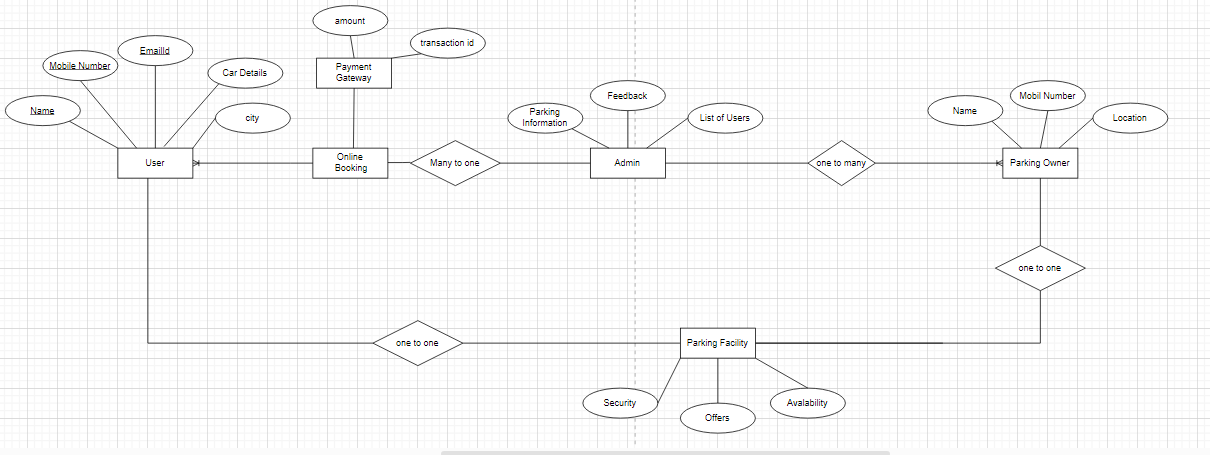 amount
transaction id
EmailId
Mobile Number
Payment
Gateway
Car Details
Name
city
Feedback
Parking
Information
List of Users
Mobil Number
Name
Location
User
Online
Booking
Many to one
Admin
one to many
Parking Owner
one to one
one to one
Parking Facility
Security
Offers
Avalability